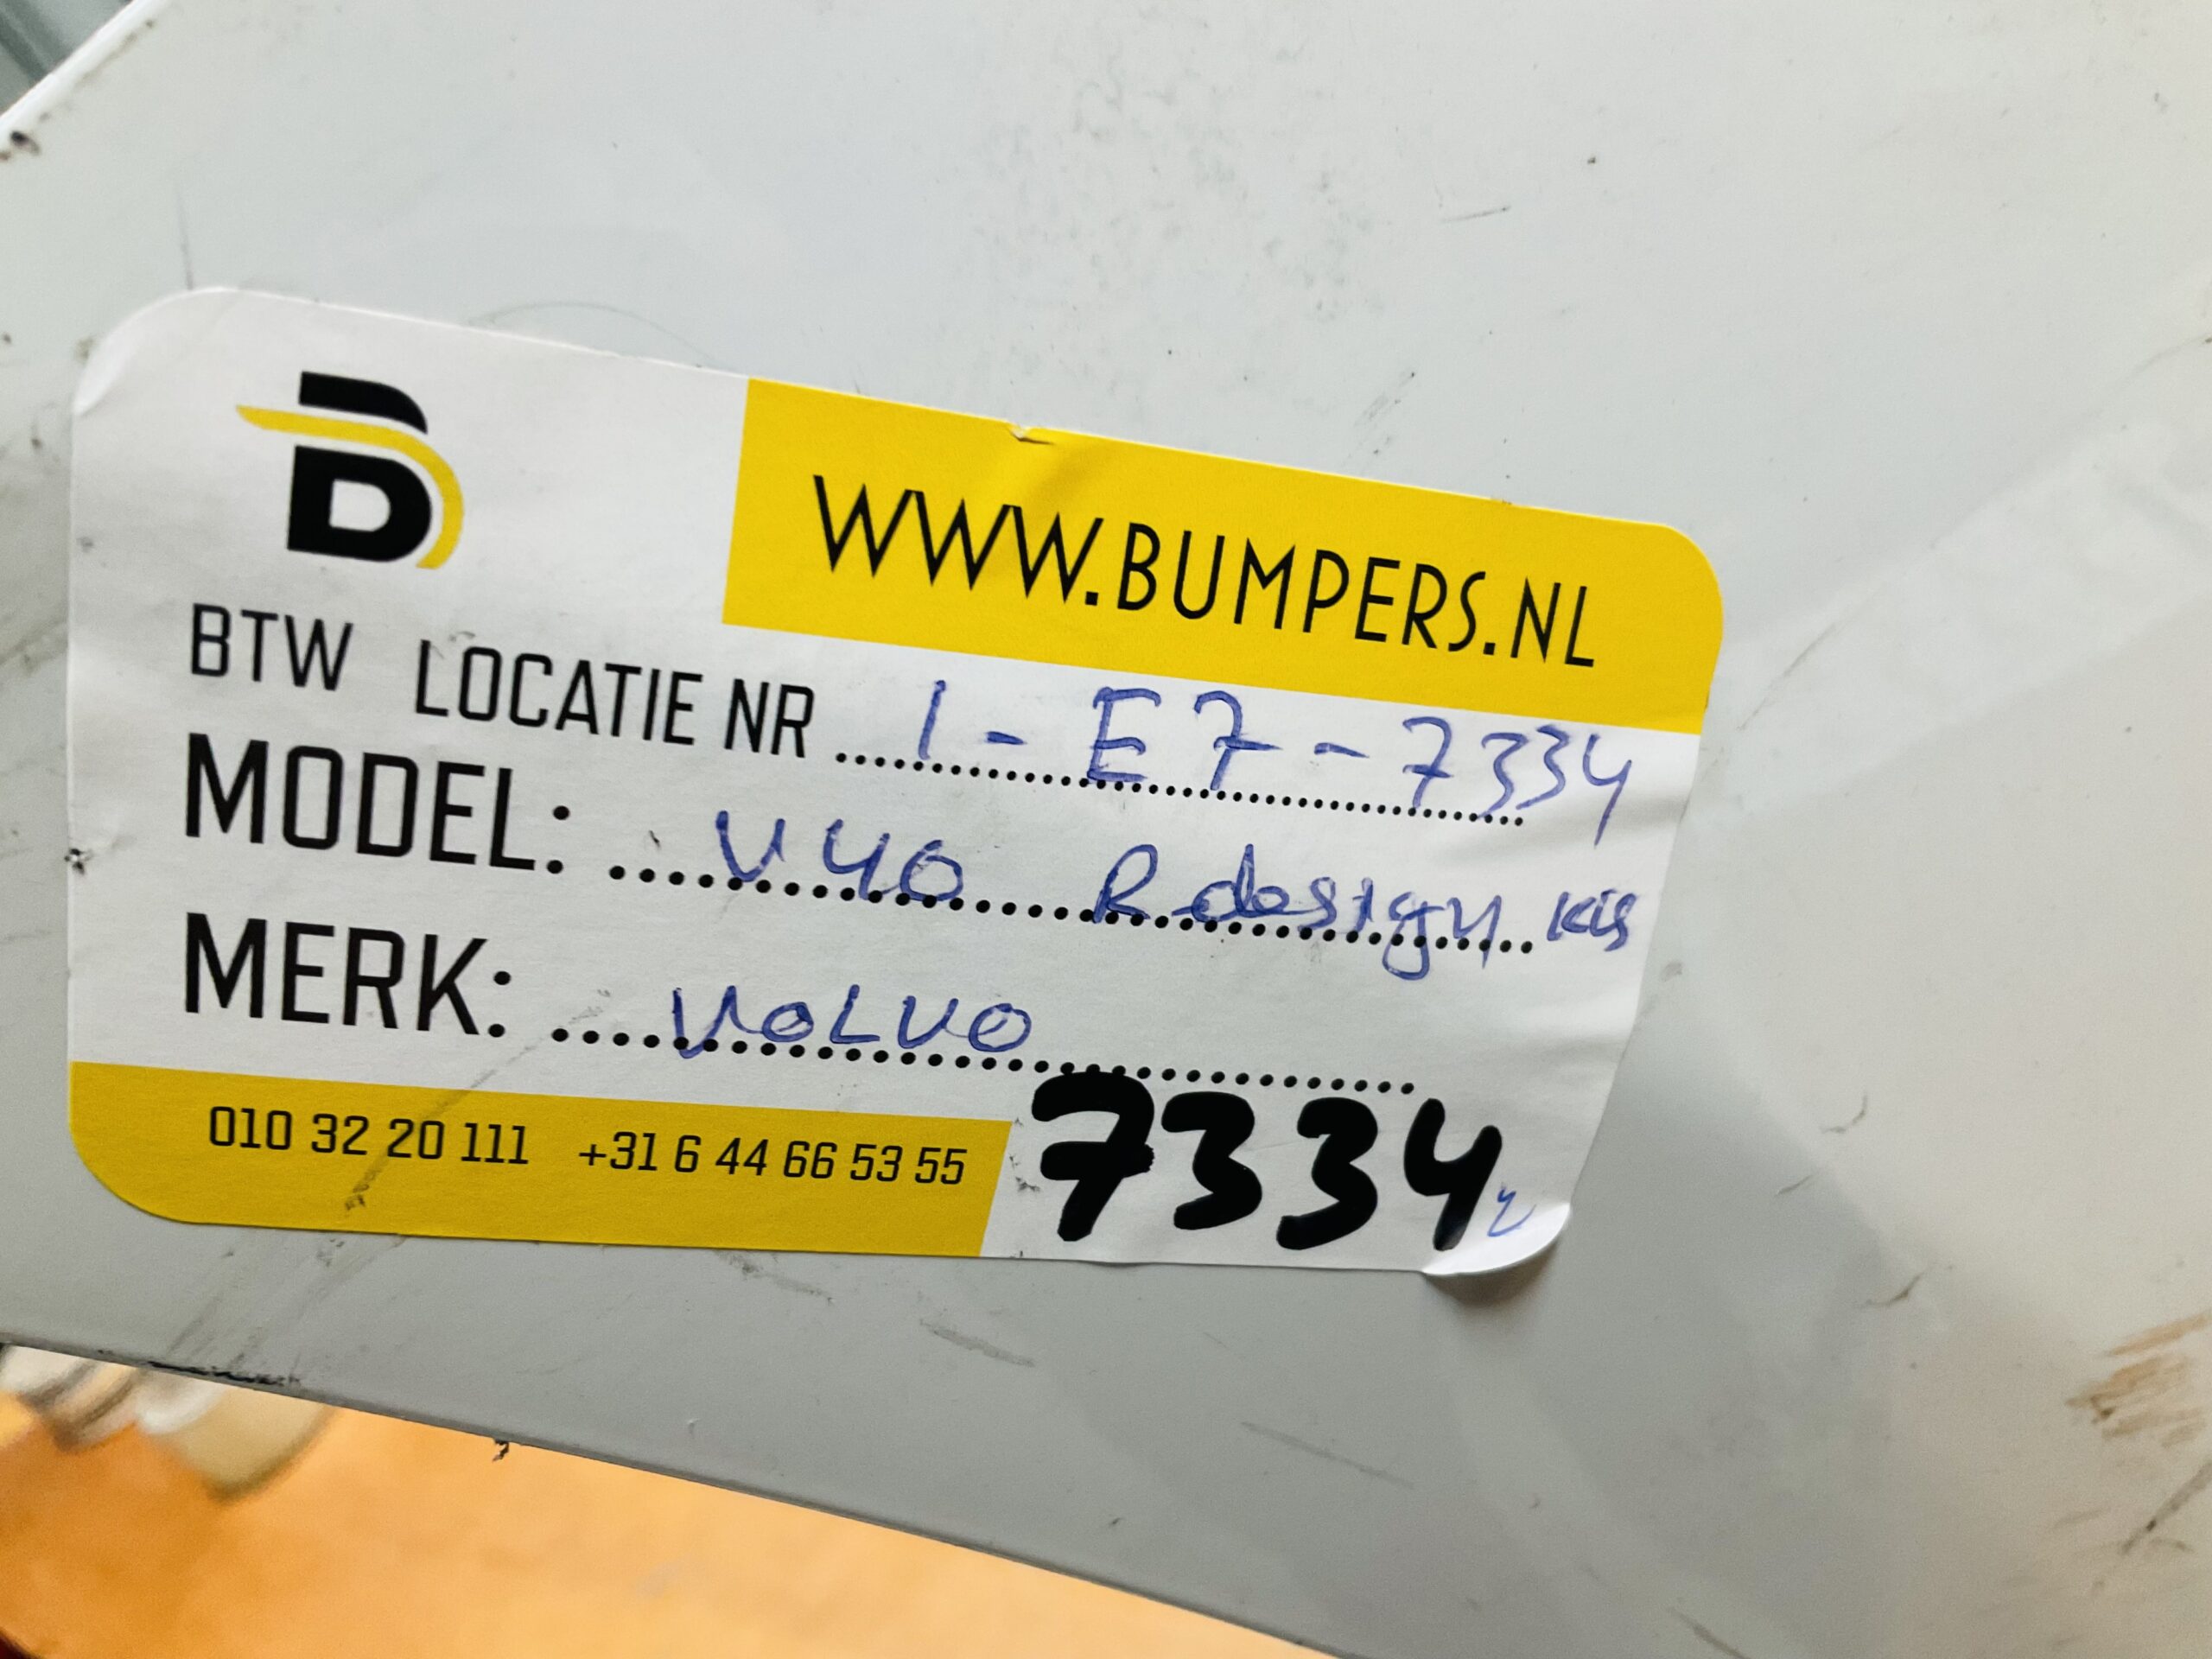 B
WWW.BUMPERS.NL
BTW LOCATIE NR 1 - E7 - 7334
MODEL: V40 R design
MERK: VOLVO
010 32 20 111 +31 6 44 66 53 55 7334